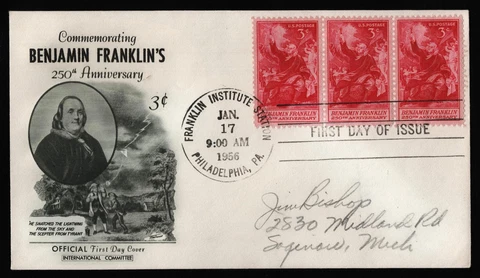 Commemorating
BENJAMIN FRANKLIN'S
250th Anniversary
3¢
"HE SNATCHED THE LIGHTNING
FROM THE SKY AND
THE SCEPTER FROM TYRANTS"
OFFICIAL First Day Cover
INTERNATIONAL COMMITTEE
FRANKLIN INSTITUTE STATION
JAN.
17
9:00 AM
1956
PHILADELPHIA, PA.
U.S. POSTAGE
3¢
BENJAMIN FRANKLIN
250TH ANNIVERSARY
U.S. POSTAGE
3¢
BENJAMIN FRANKLIN
250TH ANNIVERSARY
U.S. POSTAGE
3¢
BENJAMIN FRANKLIN
250TH ANNIVERSARY
FIRST DAY OF ISSUE
Jim Bishop
2830 Midland Rd
Saginaw, Mich